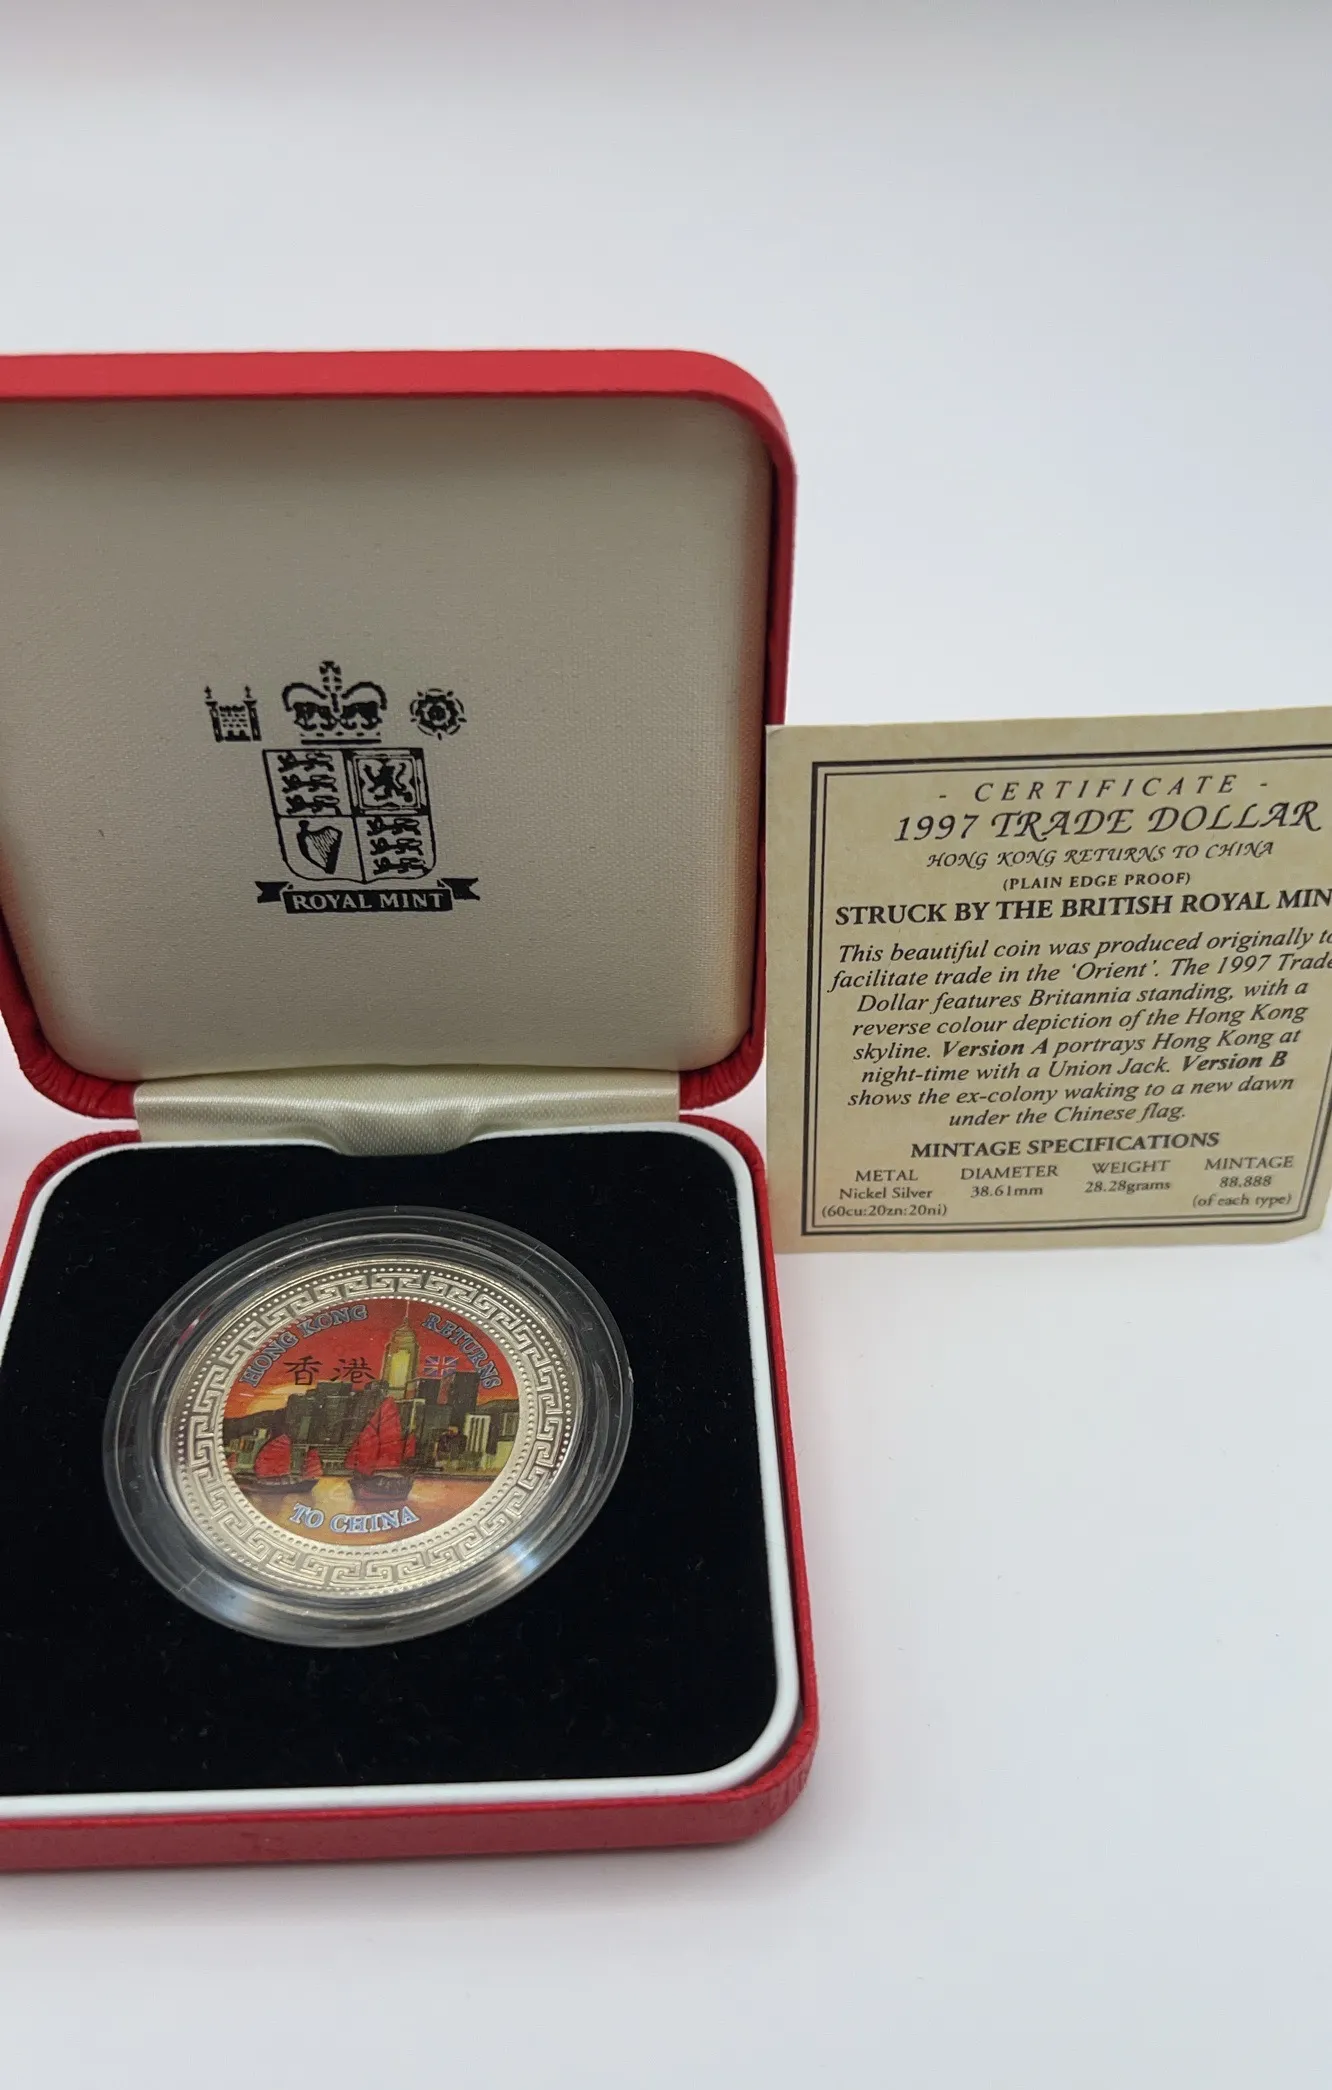 ROYAL MINT
- CERTIFICATE -
1997 TRADE DOLLAR
HONG KONG RETURNS TO CHINA
(PLAIN EDGE PROOF)
STRUCK BY THE BRITISH ROYAL MIN
This beautiful coin was produced originally to
facilitate trade in the 'Orient'. The 1997 Trade
Dollar features Britannia standing, with a
reverse colour depiction of the Hong Kong
skyline. Version A portrays Hong Kong at
night-time with a Union Jack. Version B
shows the ex-colony waking to a new dawn
under the Chinese flag.
MINTAGE SPECIFICATIONS
METAL DIAMETER WEIGHT MINTAGE
Nickel Silver 38.61mm 28.28grams 88.888
(60cu:20zn:20ni) (of each type)
HONG KONG RETURNS
香港
TO CHINA